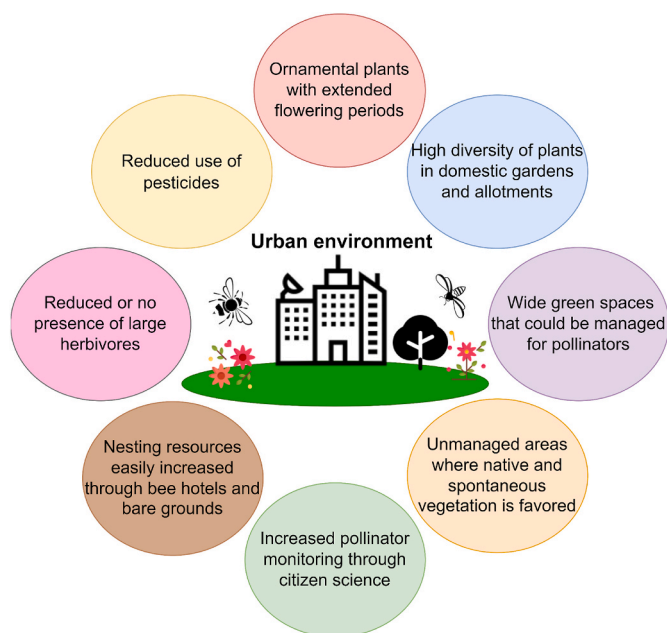 Ornamental plants
with extended
flowering periods
High diversity of plants
in domestic gardens
and allotments
Wide green spaces
that could be managed
for pollinators
Unmanaged areas
where native and
spontaneous
vegetation is favored
Increased pollinator
monitoring through
citizen science
Nesting resources
easily increased
through bee hotels and
bare grounds
Reduced or no
presence of large
herbivores
Reduced use of
pesticides
Urban environment